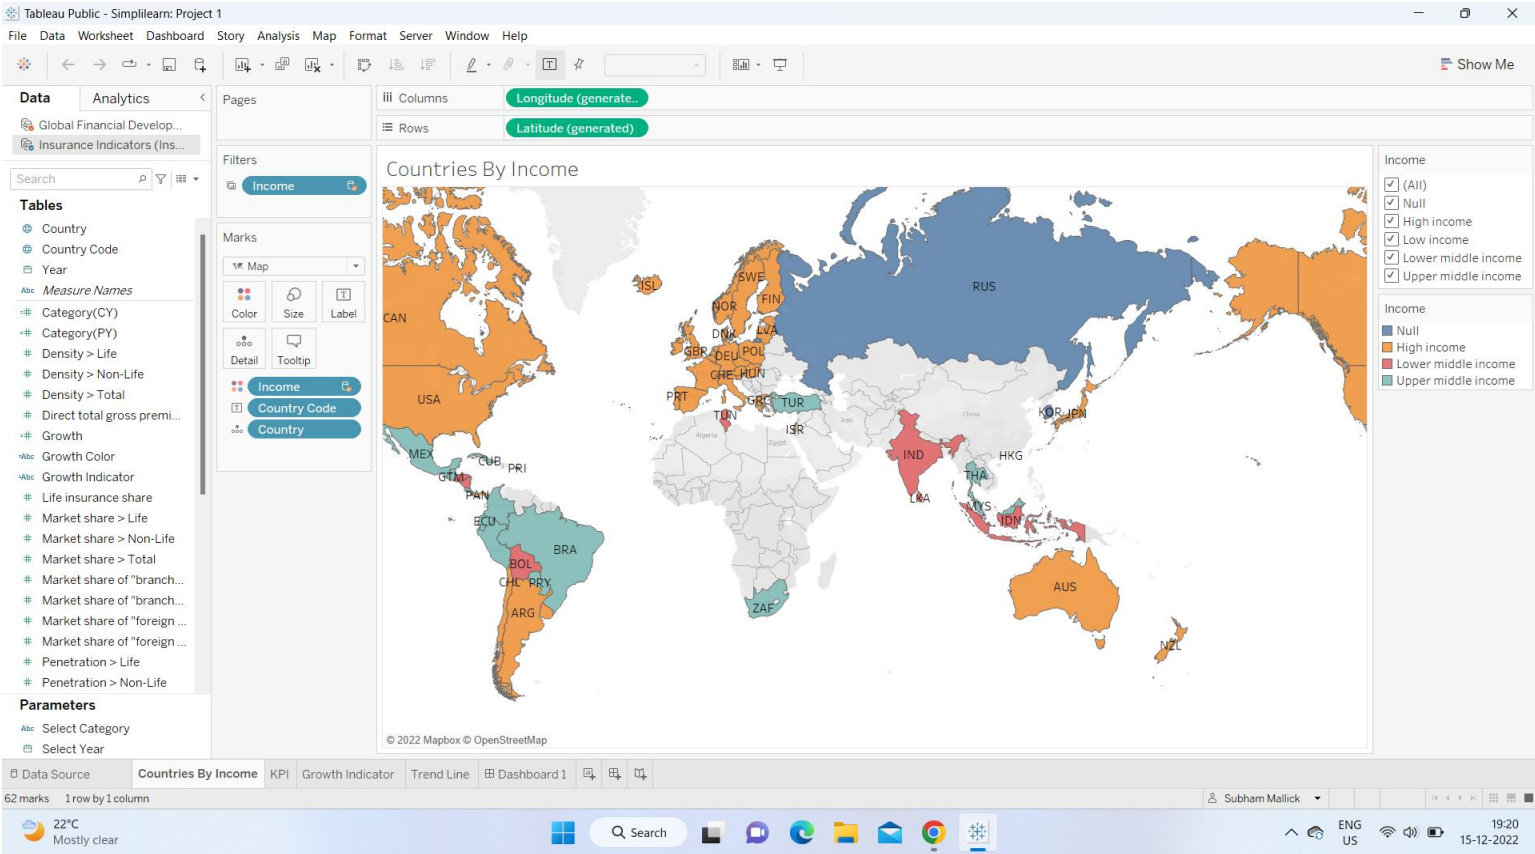 Tableau Public - Simplilearn: Project 1
File Data Worksheet Dashboard Story Analysis Map Format Server Window Help
Show Me
Data Analytics
Global Financial Develop...
Insurance Indicators (Ins...
Search
Tables
Country
Country Code
Year
Abc Measure Names
Category(CY)
Category(PY)
Density > Life
Density > Non-Life
Density > Total
Direct total gross premi...
Growth
Abc Growth Color
Abc Growth Indicator
Life insurance share
Market share > Life
Market share > Non-Life
Market share > Total
Market share of "branch...
Market share of "branch...
Market share of "foreign ...
Market share of "foreign ...
Penetration > Life
Penetration > Non-Life
Parameters
Abc Select Category
Select Year
Pages
Filters
Income
Marks
Map
Color Size Label
Detail Tooltip
Income
Country Code
Country
Columns Longitude (generate..
Rows Latitude (generated)
Countries By Income
RUS
ISL
SWE
FIN
NOR
CAN
DNK LVA
GBR DEU POL
CHE HUN
USA
PRT
GRC TUR
TUN
KOR JPN
China
ISR
Algeria
Egypt
Iran
MEX
CUB
PRI
IND
HKG
GTM
THA
PAN
LKA
MYS
ECU
IDN
BRA
BOL
CHL PRY
AUS
ARG
ZAF
NZL
© 2022 Mapbox © OpenStreetMap
Income
(All)
Null
High income
Low income
Lower middle income
Upper middle income
Income
Null
High income
Lower middle income
Upper middle income
Data Source Countries By Income KPI Growth Indicator Trend Line Dashboard 1
62 marks 1 row by 1 column
Subham Mallick
22°C
Mostly clear
Search
ENG
US
19:20
15-12-2022